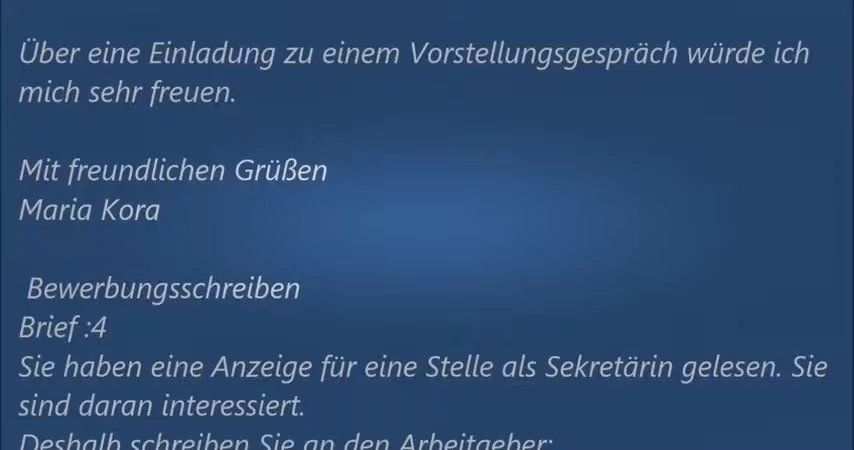 Über eine Einladung zu einem Vorstellungsgespräch würde ich
mich sehr freuen.
Mit freundlichen Grüßen
Maria Kora
Bewerbungsschreiben
Brief :4
Sie haben eine Anzeige für eine Stelle als Sekretärin gelesen. Sie
sind daran interessiert.
Deshalb schreiben Sie an den Arbeitgeber: